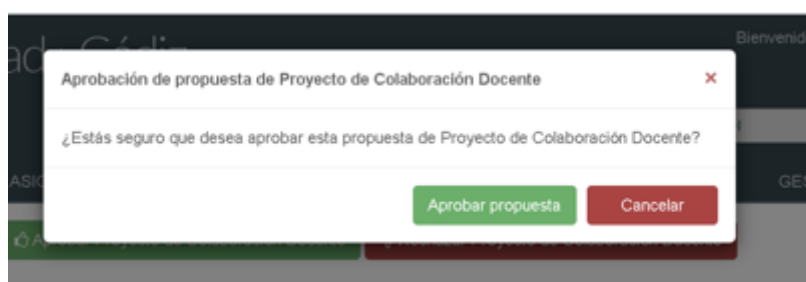 Cádiz
Bienvenid
Aprobación de propuesta de Proyecto de Colaboración Docente
×
¿Estás seguro que desea aprobar esta propuesta de Proyecto de Colaboración Docente?
ASIG
GES
Aprobar propuesta
Cancelar